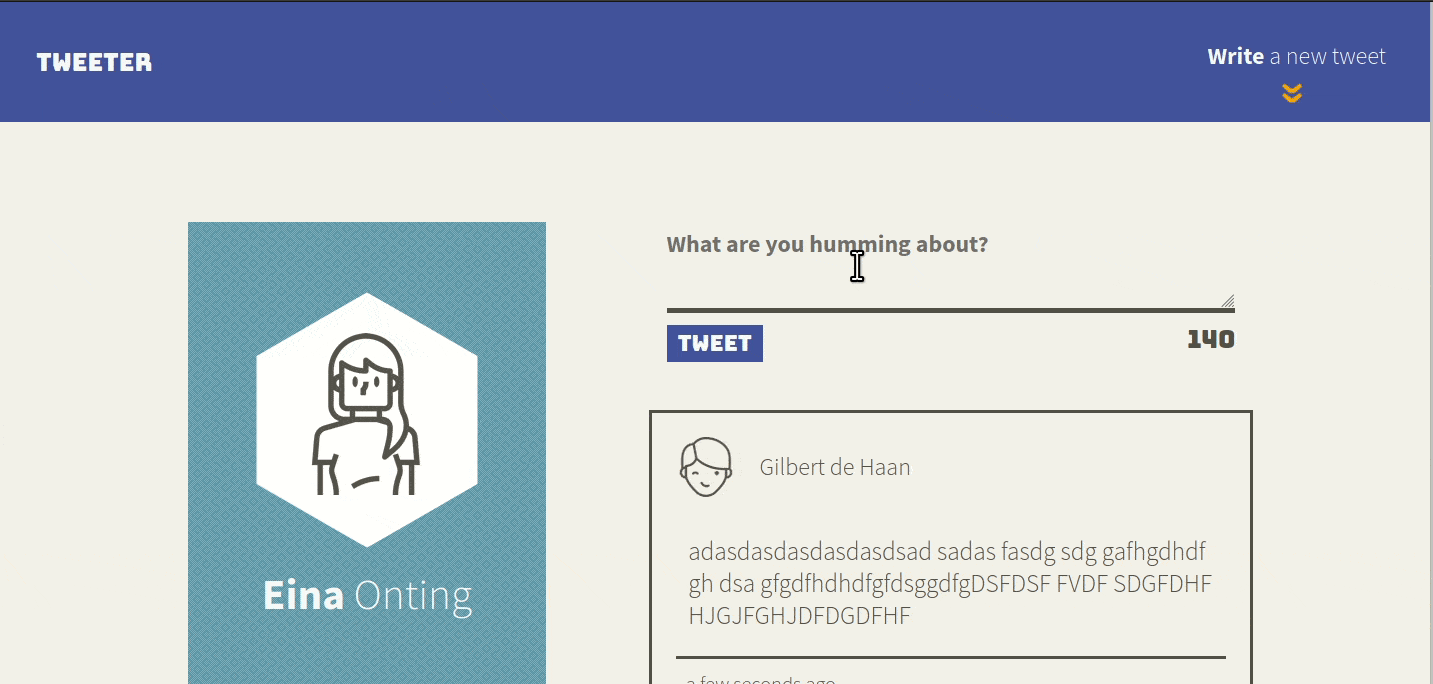 TWEETER
Write a new tweet
What are you humming about?
TWEET
140
Gilbert de Haan
adasdasdasdasdasdsad sadas fasdg sdg gafhgdhdf
gh dsa gfgdfhdhdfgfdsggdfgDSFDSF FVDF SDGFDHF
HJGJFGHJDFDGDFHF
a few seconds ago
Eina Onting